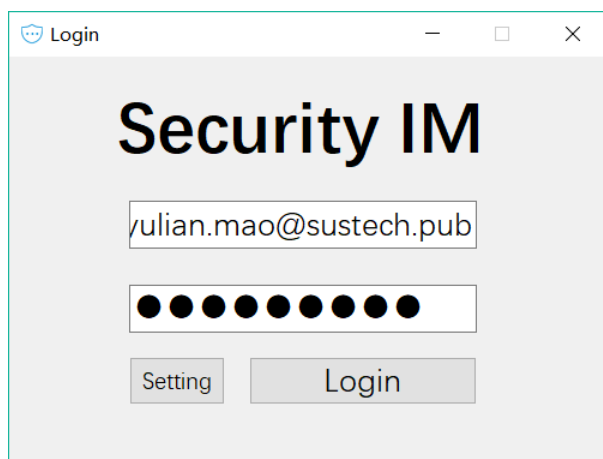 Login
Security IM
yulian.mao@sustech.pub
●●●●●●●●●
Setting
Login